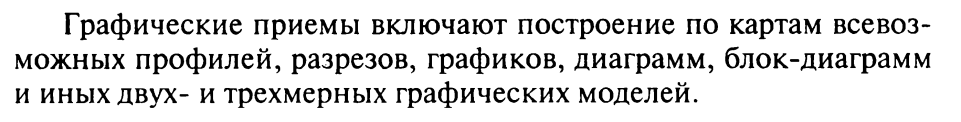 Графические приемы включают построение по картам всевоз-
можных профилей, разрезов, графиков, диаграмм, блок-диаграмм
и иных двух- и трехмерных графических моделей.